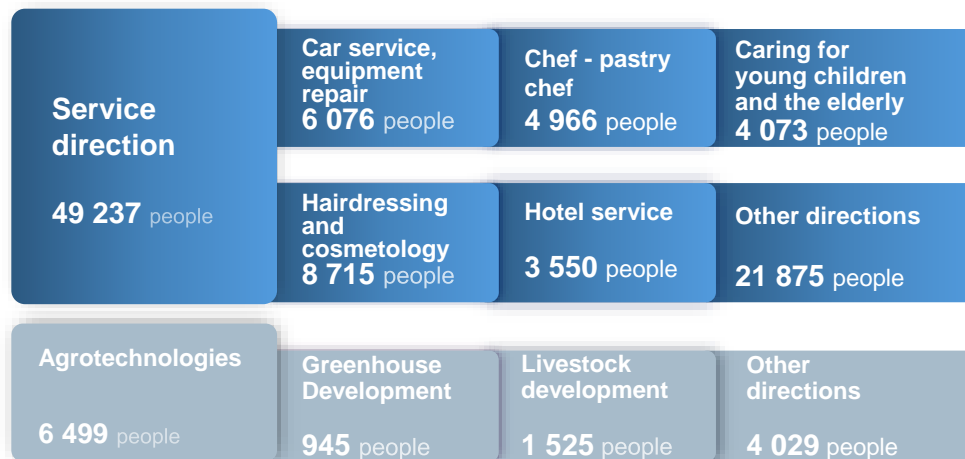 Service
direction
49 237 people
Car service,
equipment
repair
6 076 people
Chef - pastry
chef
4 966 people
Caring for
young children
and the elderly
4 073 people
Hairdressing
and
cosmetology
8 715 people
Hotel service
3 550 people
Other directions
21 875 people
Agrotechnologies
6 499 people
Greenhouse
Development
945 people
Livestock
development
1 525 people
Other
directions
4 029 people